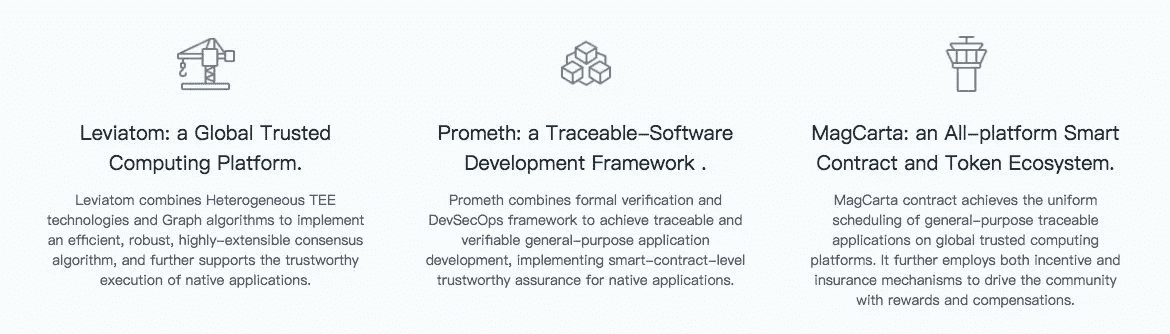 Leviatom: a Global Trusted
Computing Platform.
Leviatom combines Heterogeneous TEE
technologies and Graph algorithms to implement
an efficient, robust, highly-extensible consensus
algorithm, and further supports the trustworthy
execution of native applications.
Prometh: a Traceable-Software
Development Framework .
Prometh combines formal verification and
DevSecOps framework to achieve traceable and
verifiable general-purpose application
development, implementing smart-contract-level
trustworthy assurance for native applications.
MagCarta: an All-platform Smart
Contract and Token Ecosystem.
MagCarta contract achieves the uniform
scheduling of general-purpose traceable
applications on global trusted computing
platforms. It further employs both incentive and
insurance mechanisms to drive the community
with rewards and compensations.